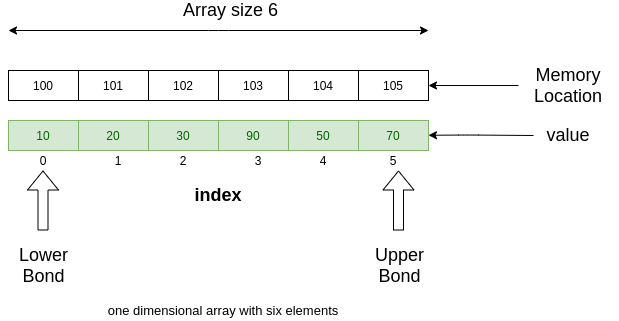 Array size 6
100 101 102 103 104 105
Memory
Location
10 20 30 90 50 70
value
0 1 2 3 4 5
index
Lower
Bond
Upper
Bond
one dimensional array with six elements